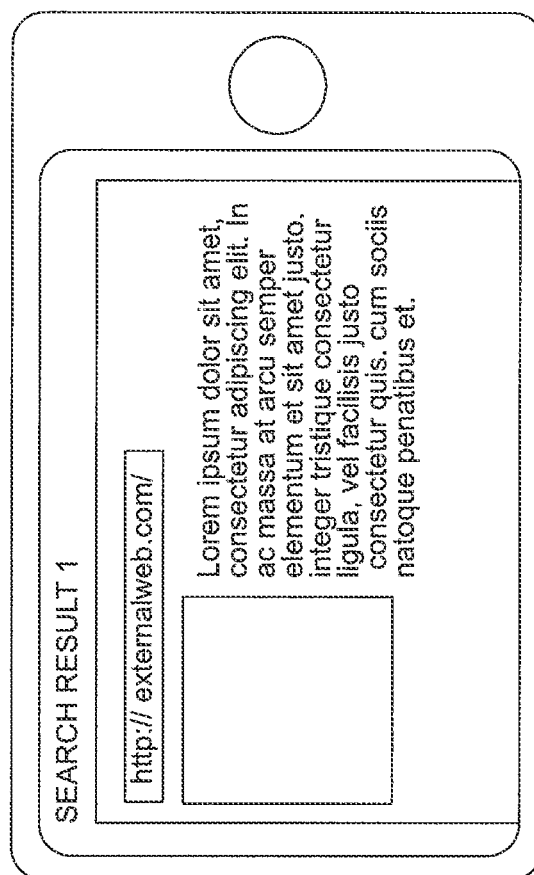 SEARCH RESULT 1
http:// externalweb.com/
Lorem ipsum dolor sit amet,
consectetur adipiscing elit. In
ac massa at arcu semper
elementum et sit amet justo.
integer tristique consectetur
ligula, vel facilisis justo
consectetur quis. cum sociis
natoque penatibus et.